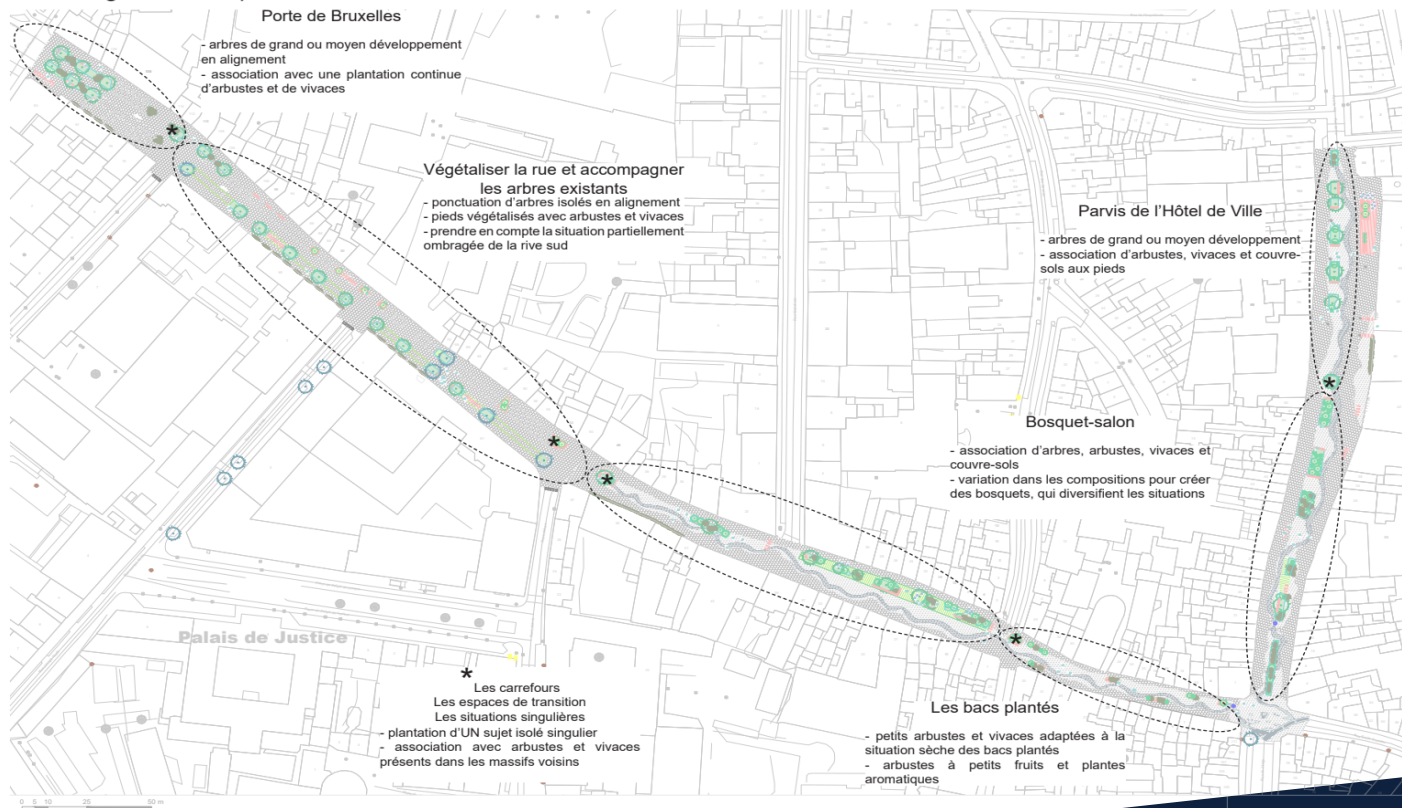 Porte de Bruxelles
- arbres de grand ou moyen développement
en alignement
- association avec une plantation continue
d'arbustes et de vivaces
Végétaliser la rue et accompagner
les arbres existants
- ponctuation d'arbres isolés en alignement
- pieds végétalisés avec arbustes et vivaces
- prendre en compte la situation partiellement
ombragée de la rive sud
Parvis de l'Hôtel de Ville
- arbres de grand ou moyen développement
- association d'arbustes, vivaces et couvre-
sols aux pieds
Bosquet-salon
- association d'arbres, arbustes, vivaces et
couvre-sols
- variation dans les compositions pour créer
des bosquets, qui diversifient les situations
Palais de Justice
*
Les carrefours
Les espaces de transition
Les situations singulières
- plantation d'UN sujet isolé singulier
- association avec arbustes et vivaces
présents dans les massifs voisins
Les bacs plantés
- petits arbustes et vivaces adaptées à la
situation sèche des bacs plantés
- arbustes à petits fruits et plantes
aromatiques
0 5 10 25 50 m